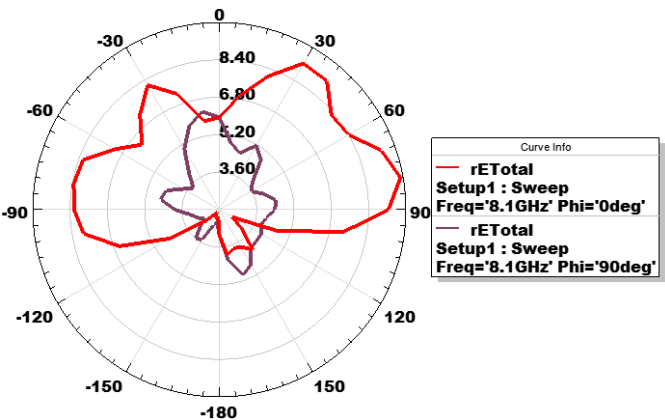 0
-30
30
8.40
6.80
-60
60
5.20
3.60
-90
90
-120
120
-150
150
-180
Curve Info
rETotal
Setup1 : Sweep
Freq='8.1GHz' Phi='0deg'
rETotal
Setup1 : Sweep
Freq='8.1GHz' Phi='90deg'